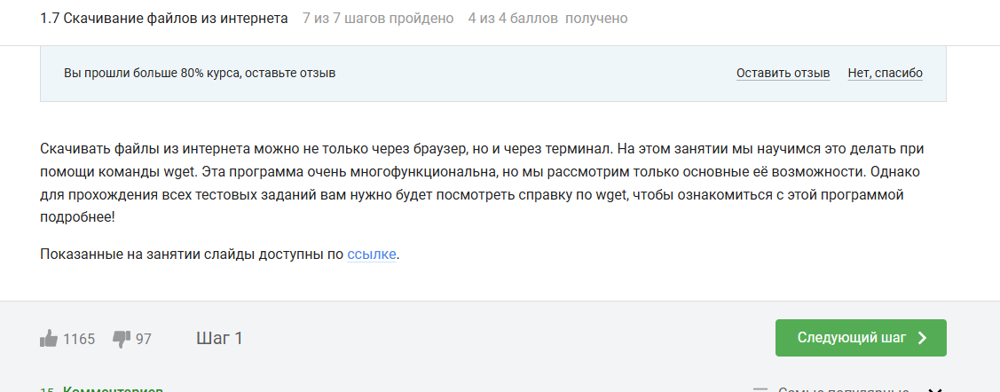 1.7 Скачивание файлов из интернета 7 из 7 шагов пройдено 4 из 4 баллов получено
Вы прошли больше 80% курса, оставьте отзыв Оставить отзыв Нет, спасибо
Скачивать файлы из интернета можно не только через браузер, но и через терминал. На этом занятии мы научимся это делать при
помощи команды wget. Эта программа очень многофункциональна, но мы рассмотрим только основные её возможности. Однако
для прохождения всех тестовых заданий вам нужно будет посмотреть справку по wget, чтобы ознакомиться с этой программой
подробнее!
Показанные на занятии слайды доступны по ссылке.
1165 97 Шаг 1 Следующий шаг
15 Комментариев Самые популярные